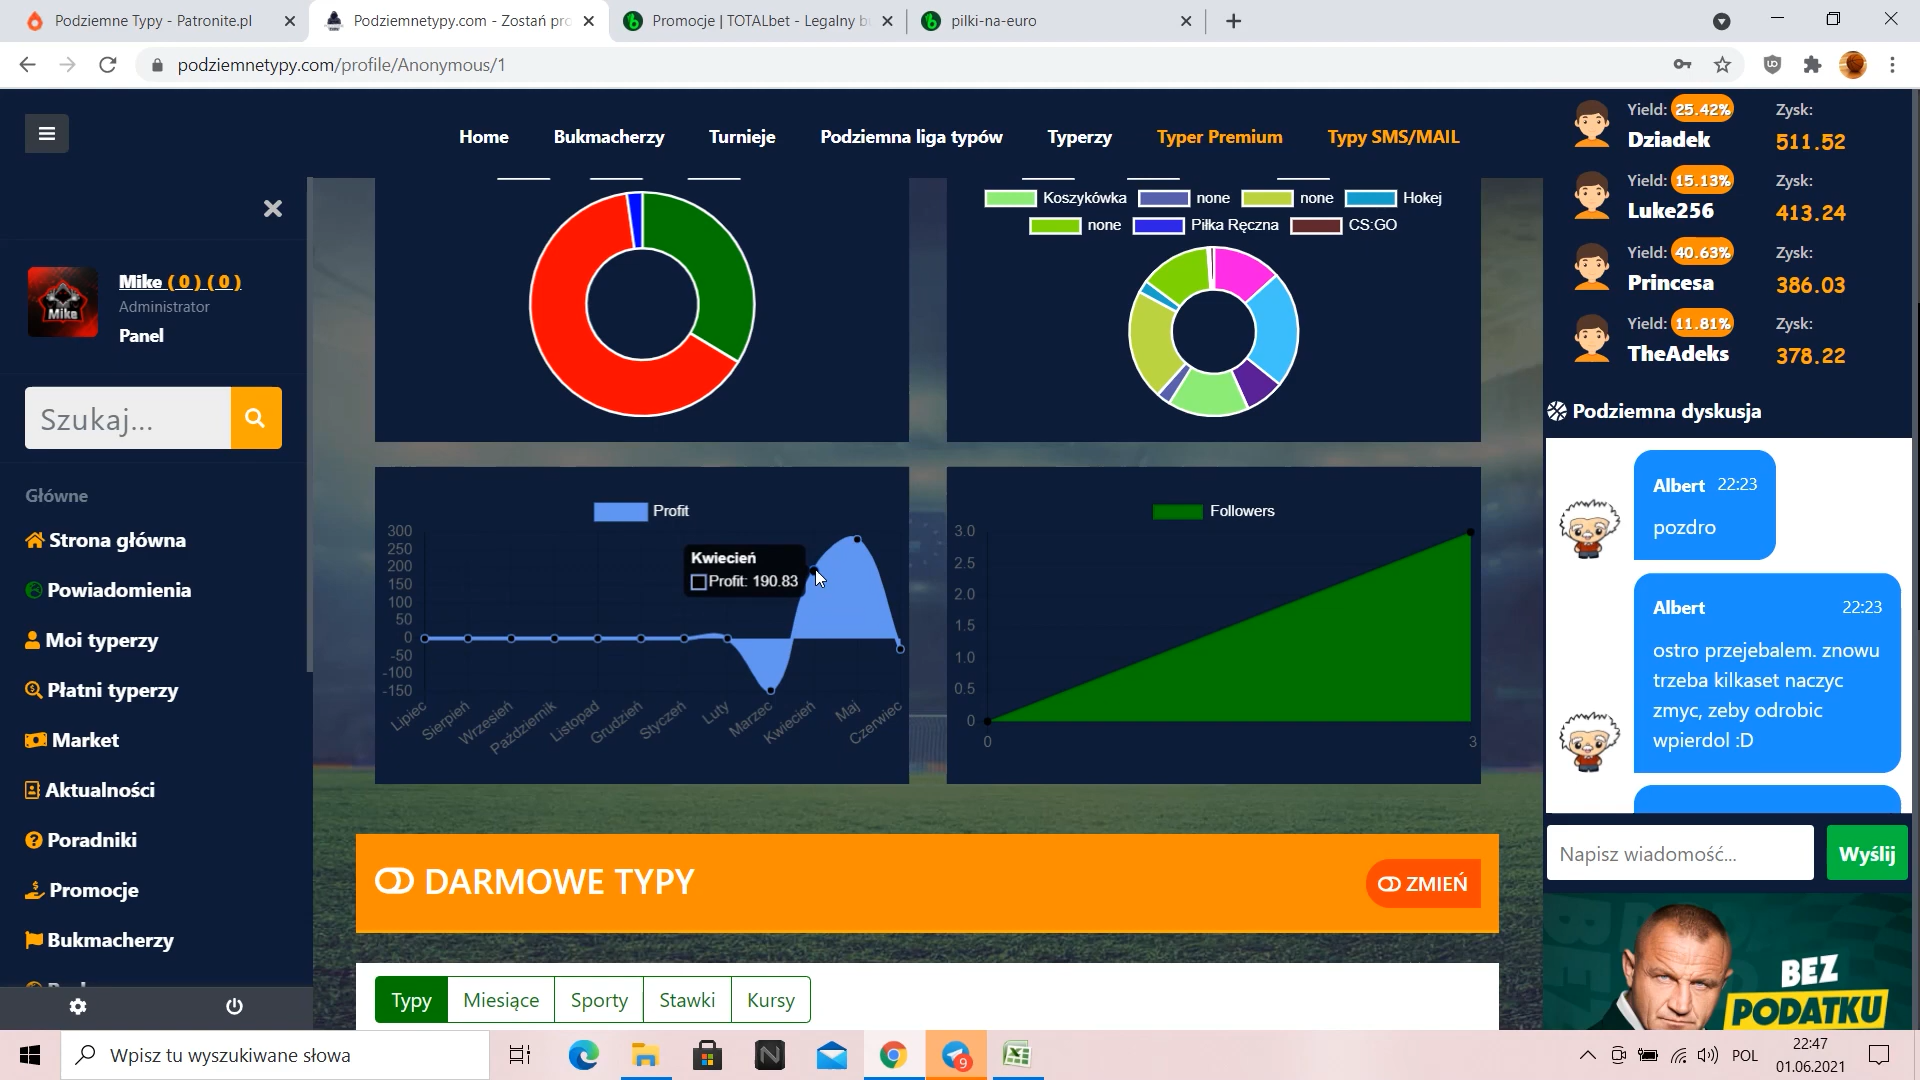 Podziemne Typy - Patronite.pl
Podziemnetypy.com - Zostań pro
Promocje | TOTALbet - Legalny b
pilki-na-euro
podziemnetypy.com/profile/Anonymous/1
Home
Bukmacherzy
Turnieje
Podziemna liga typów
Typerzy
Typer Premium
Typy SMS/MAIL
Mike ( 0 ) ( 0 )
Administrator
Panel
Mike
Szukaj...
Główne
Strona główna
Powiadomienia
Moi typerzy
Płatni typerzy
Market
Aktualności
Poradniki
Promocje
Bukmacherzy
Koszykówka
none
none
Hokej
none
Piłka Ręczna
CS:GO
Profit
300
250
200
150
100
50
0
-50
-100
-150
Kwiecień
Profit: 190.83
Lipiec
Sierpień
Wrzesień
Październik
Listopad
Grudzień
Styczeń
Luty
Marzec
Kwiecień
Maj
Czerwiec
Followers
3.0
2.5
2.0
1.5
1.0
0.5
0
0
3
DARMOWE TYPY
ZMIEŃ
Typy
Miesiące
Sporty
Stawki
Kursy
Yield: 25.42% Zysk:
Dziadek 511.52
Yield: 15.13% Zysk:
Luke256 413.24
Yield: 40.63% Zysk:
Princesa 386.03
Yield: 11.81% Zysk:
TheAdeks 378.22
Podziemna dyskusja
Albert 22:23
pozdro
Albert 22:23
ostro przejebalem. znowu
trzeba kilkaset naczyc
zmyc, zeby odrobic
wpierdol :D
Napisz wiadomość...
Wyślij
BEZ
PODATKU
Wpisz tu wyszukiwane słowa
9
POL
22:47
01.06.2021